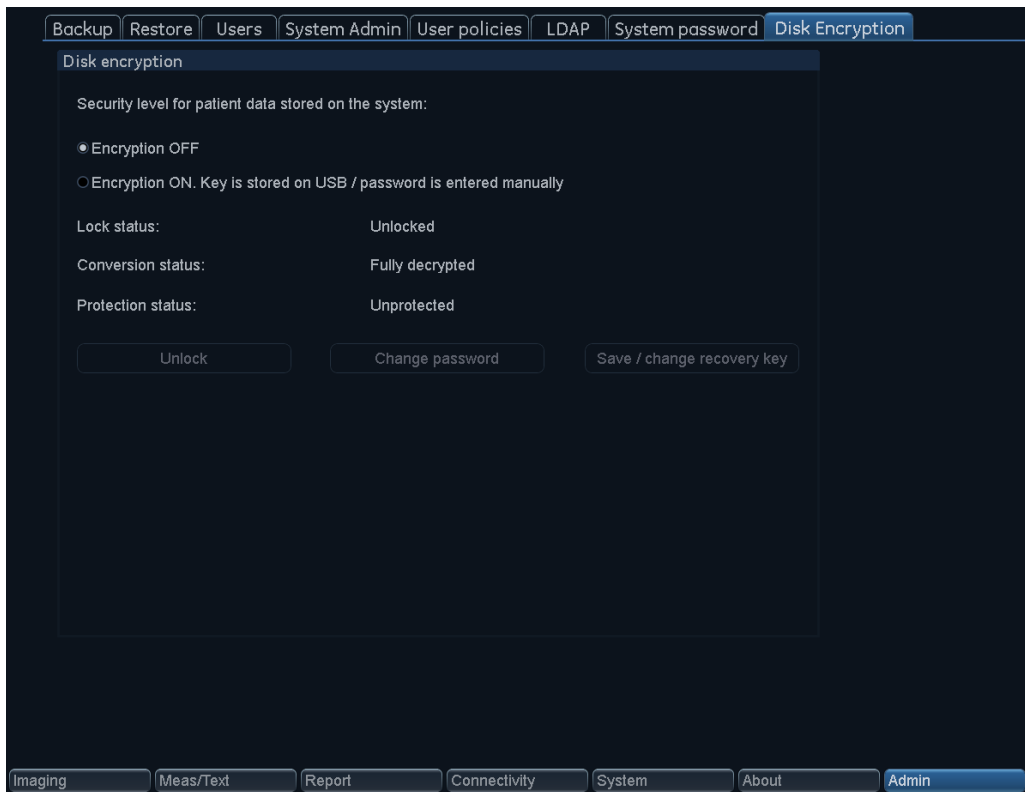 Backup Restore Users System Admin User policies LDAP System password Disk Encryption
Disk encryption
Security level for patient data stored on the system:
Encryption OFF
Encryption ON. Key is stored on USB / password is entered manually
Lock status: Unlocked
Conversion status: Fully decrypted
Protection status: Unprotected
Unlock Change password Save / change recovery key
Imaging Meas/Text Report Connectivity System About Admin